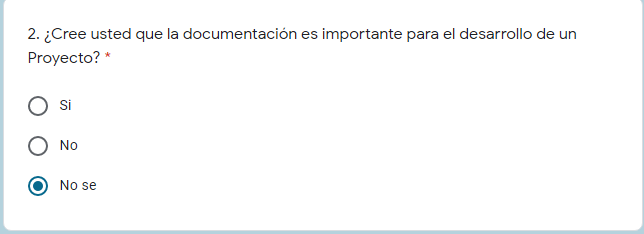 2. ¿Cree usted que la documentación es importante para el desarrollo de un
Proyecto? *
Si
No
No se